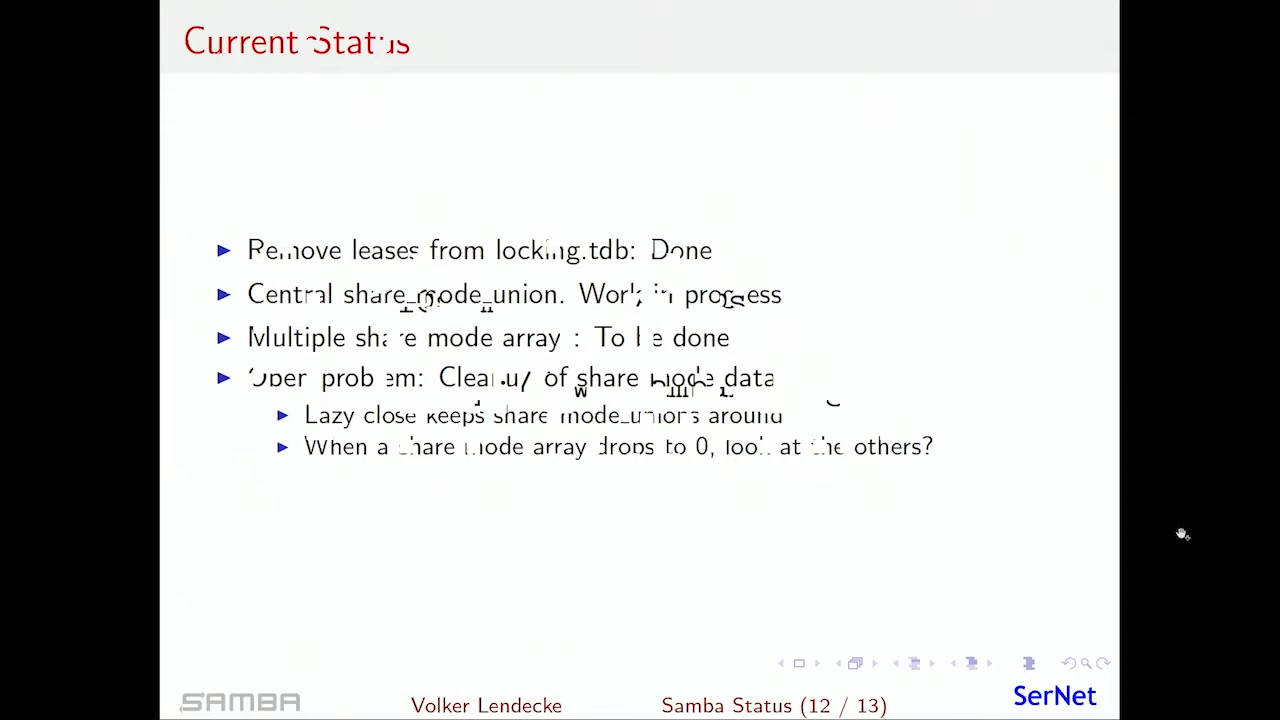 Current Status
Remove leases from locking.tdb: Done
Central share_mode_union. Work in progress
Multiple share mode array : To be done
Open problem: Cleanup of share mode data
Lazy close keeps share mode_unions around
When a share mode array drops to 0, look at the others?
SAMBA
Volker Lendecke
Samba Status (12 / 13)
SerNet